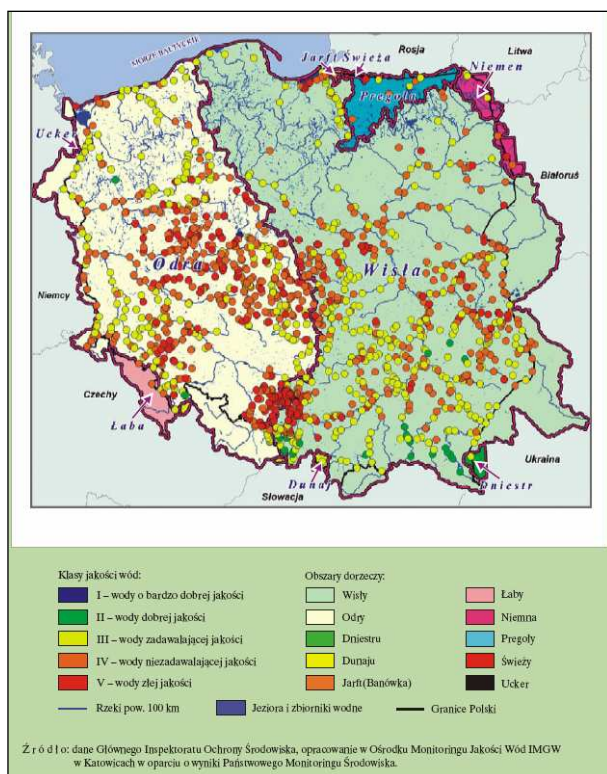 MORZE BAŁTYCKIE
Jarft Świeża
Rosja
Litwa
Niemen
Pregoła
Ucker
Białoruś
Odra
Wisła
Niemcy
Czechy
Łaba
Ukraina
Dunaj
Dniestr
Słowacja
Klasy jakości wód:
I – wody o bardzo dobrej jakości
II – wody dobrej jakości
III – wody zadawalającej jakości
IV – wody niezadawalającej jakości
V – wody złej jakości
Obszary dorzeczy:
Wisły
Odry
Dniestru
Dunaju
Jarft(Banówka)
Łaby
Niemna
Pregoły
Świeży
Ucker
Rzeki pow. 100 km
Jeziora i zbiorniki wodne
Granice Polski
Ź r ó d ł o: dane Głównego Inspektoratu Ochrony Środowiska, opracowanie w Ośrodku Monitoringu Jakości Wód IMGW
w Katowicach w oparciu o wyniki Państwowego Monitoringu Środowiska.